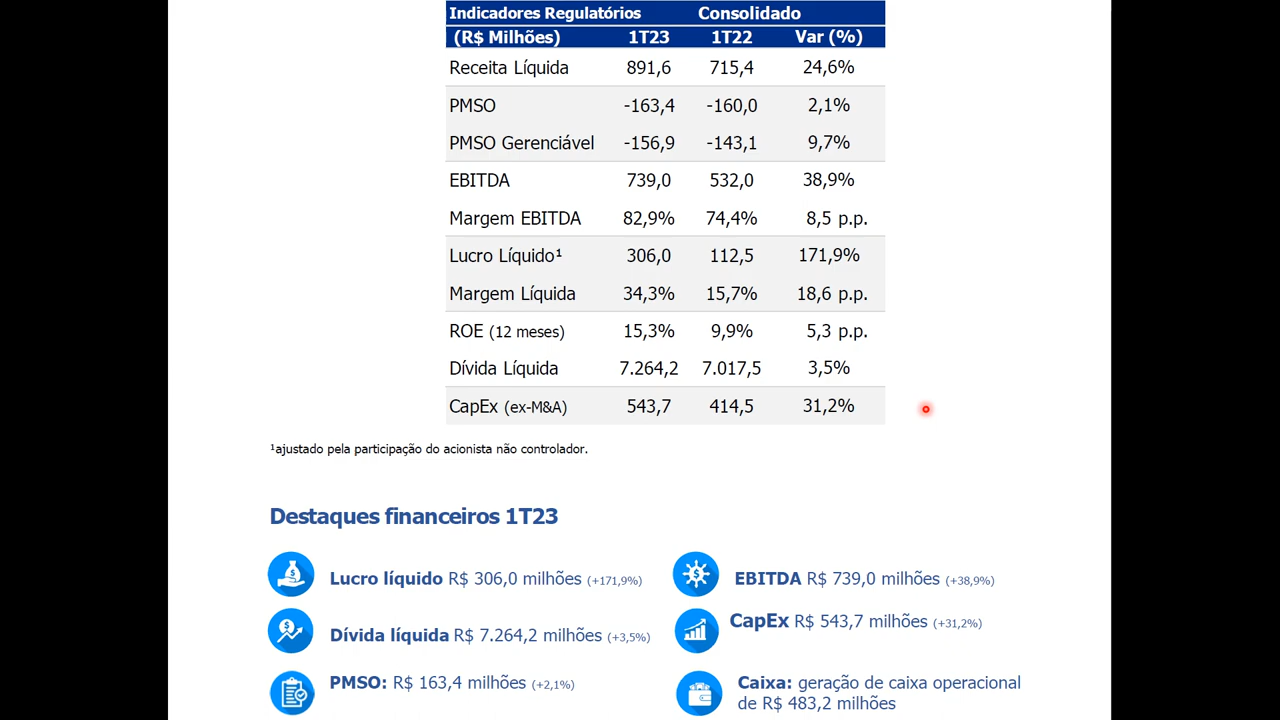 Indicadores Regulatórios Consolidado
(R$ Milhões) 1T23 1T22 Var (%)
Receita Líquida 891,6 715,4 24,6%
PMSO -163,4 -160,0 2,1%
PMSO Gerenciável -156,9 -143,1 9,7%
EBITDA 739,0 532,0 38,9%
Margem EBITDA 82,9% 74,4% 8,5 p.p.
Lucro Líquido¹ 306,0 112,5 171,9%
Margem Líquida 34,3% 15,7% 18,6 p.p.
ROE (12 meses) 15,3% 9,9% 5,3 p.p.
Dívida Líquida 7.264,2 7.017,5 3,5%
CapEx (ex-M&A) 543,7 414,5 31,2%
¹ajustado pela participação do acionista não controlador.
Destaques financeiros 1T23
Lucro líquido R$ 306,0 milhões (+171,9%)
EBITDA R$ 739,0 milhões (+38,9%)
Dívida líquida R$ 7.264,2 milhões (+3,5%)
CapEx R$ 543,7 milhões (+31,2%)
PMSO: R$ 163,4 milhões (+2,1%)
Caixa: geração de caixa operacional
de R$ 483,2 milhões